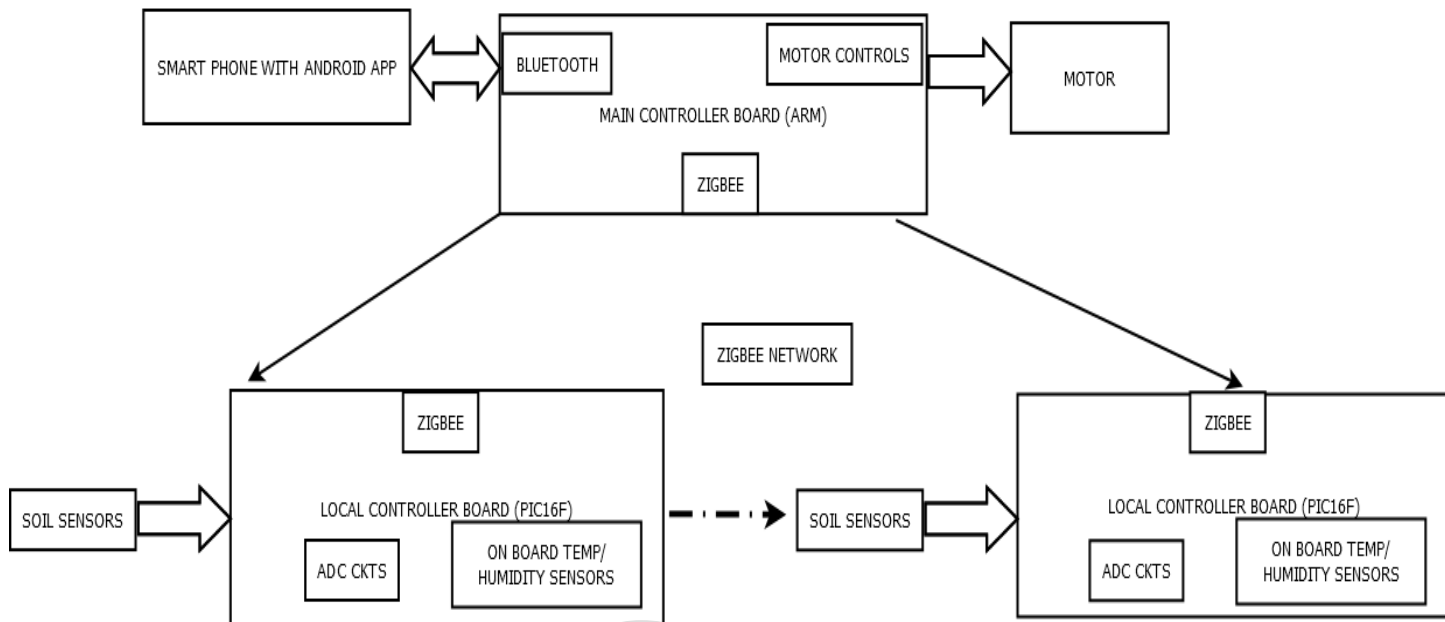 SMART PHONE WITH ANDROID APP
BLUETOOTH
MOTOR CONTROLS
MOTOR
MAIN CONTROLLER BOARD (ARM)
ZIGBEE
ZIGBEE NETWORK
ZIGBEE
SOIL SENSORS
LOCAL CONTROLLER BOARD (PIC16F)
ADC CKTS
ON BOARD TEMP/
HUMIDITY SENSORS
ZIGBEE
SOIL SENSORS
LOCAL CONTROLLER BOARD (PIC16F)
ADC CKTS
ON BOARD TEMP/
HUMIDITY SENSORS